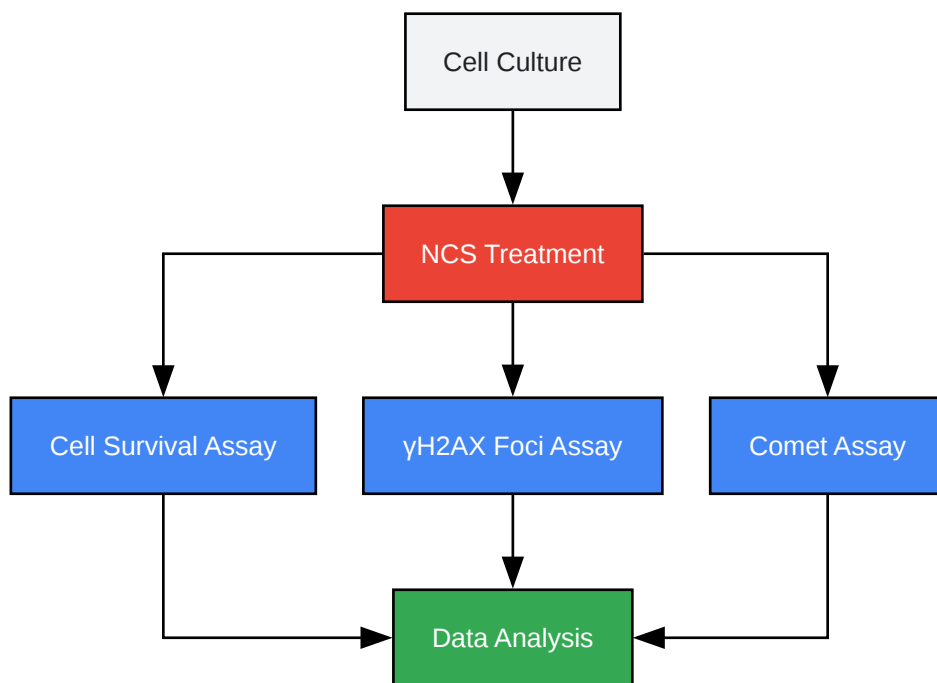 Cell Culture
NCS Treatment
Cell Survival Assay
γH2AX Foci Assay
Comet Assay
Data Analysis